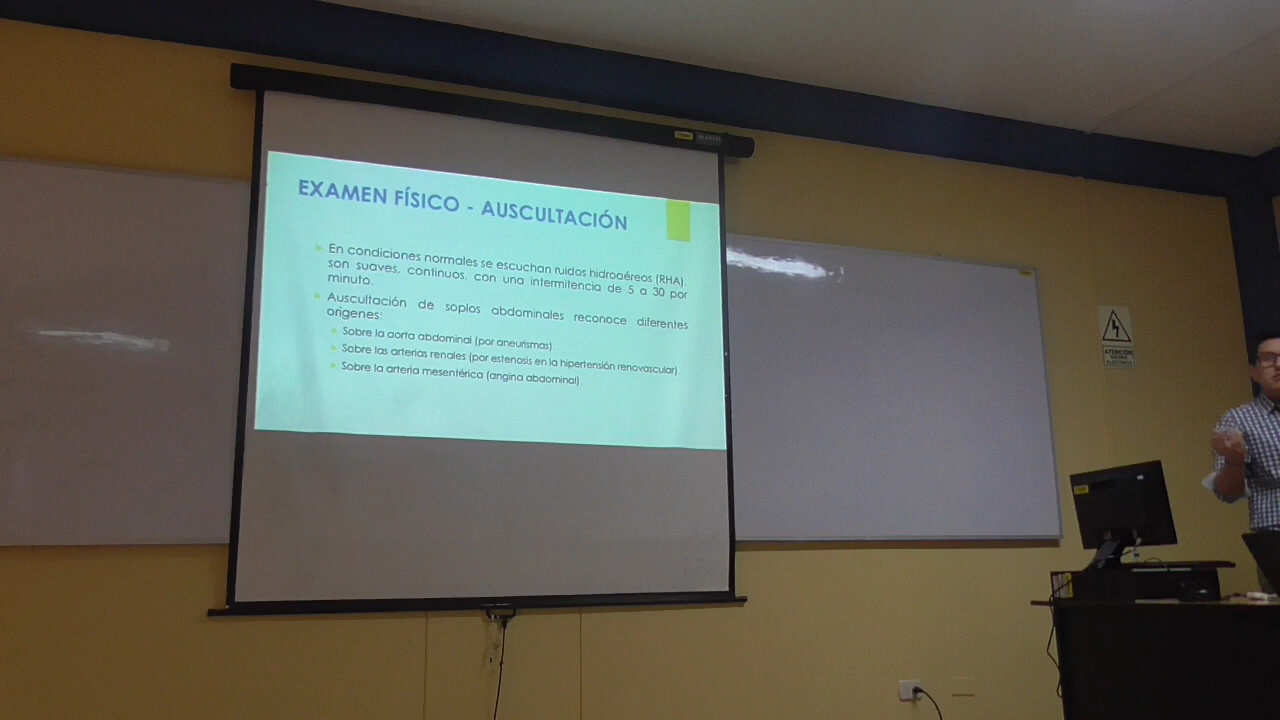 EXAMEN FÍSICO - AUSCULTACIÓN
En condiciones normales se escuchan ruidos hidroaéreos (RHA).
son suaves, continuos, con una intermitencia de 5 a 30 por
minuto.
Auscultación de soplos abdominales reconoce diferentes
orígenes:
Sobre la aorta abdominal (por aneurismas).
Sobre las arterias renales (por estenosis en la hipertensión renovascular)
Sobre la arteria mesentérica (angina abdominal).
ATENCIÓN